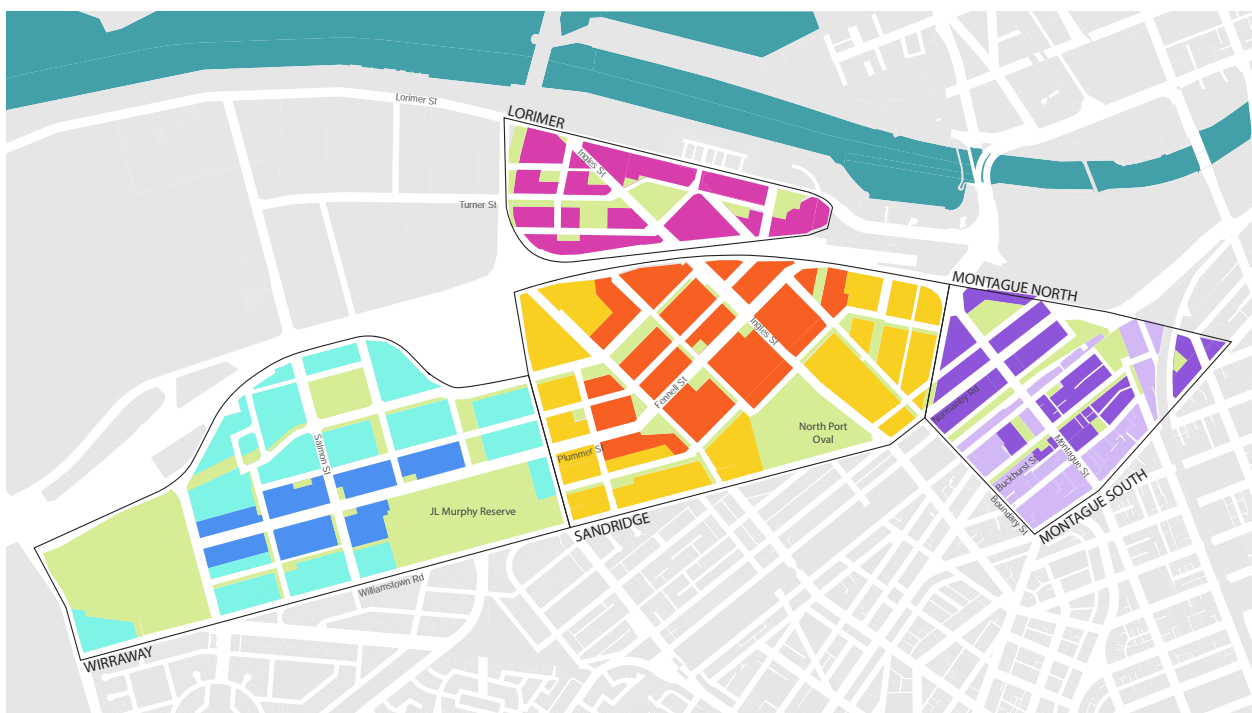 Lorimer St
LORIMER
Ingles St
Turner St
MONTAGUE NORTH
Ingles St
Fennell St
Normanby Rd
North Port
Oval
Salmon St
Plummer St
Montague St
Buckhurst St
Boundary St
MONTAGUE SOUTH
JL Murphy Reserve
SANDRIDGE
Williamstown Rd
WIRRAWAY